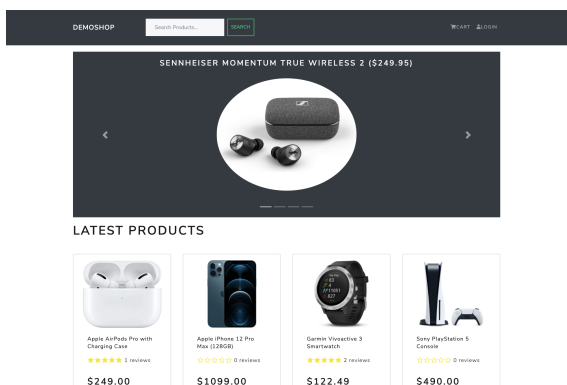 DEMOSHOP
Search Products...
SEARCH
CART
LOGIN
SENNHEISER MOMENTUM TRUE WIRELESS 2 ($249.95)
LATEST PRODUCTS
Apple AirPods Pro with
Charging Case
1 reviews
$249.00
Apple iPhone 12 Pro
Max (128GB)
0 reviews
$1099.00
Garmin Vivoactive 3
Smartwatch
2 reviews
$122.49
Sony PlayStation 5
Console
0 reviews
$490.00